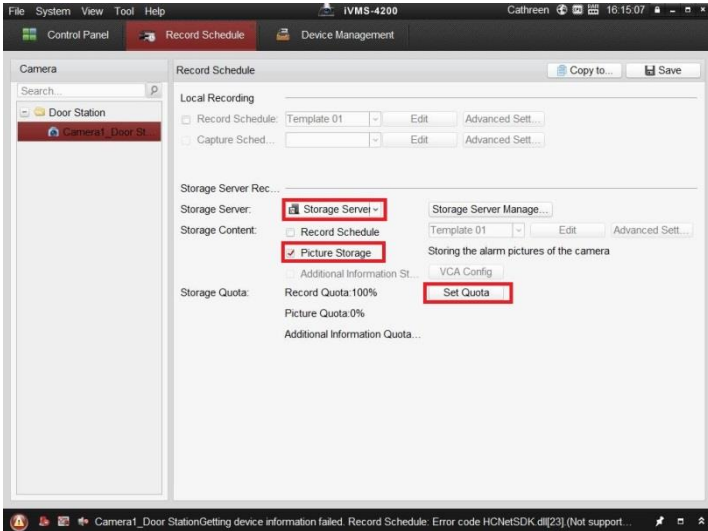 File System View Tool Help iVMS-4200 Cathreen 16:15:07
Control Panel Record Schedule Device Management
Camera
Search...
Door Station
Camera1_Door St...
Record Schedule Copy to... Save
Local Recording
Record Schedule: Template 01 Edit Advanced Sett...
Capture Sched... Edit Advanced Sett...
Storage Server Rec...
Storage Server: Storage Server Storage Server Manage...
Storage Content: Record Schedule Template 01 Edit Advanced Sett...
Picture Storage Storing the alarm pictures of the camera
Additional Information St... VCA Config
Storage Quota: Record Quota:100% Set Quota
Picture Quota:0%
Additional Information Quota...
Camera1_Door StationGetting device information failed. Record Schedule: Error code HCNetSDK.dll[23].(Not support...